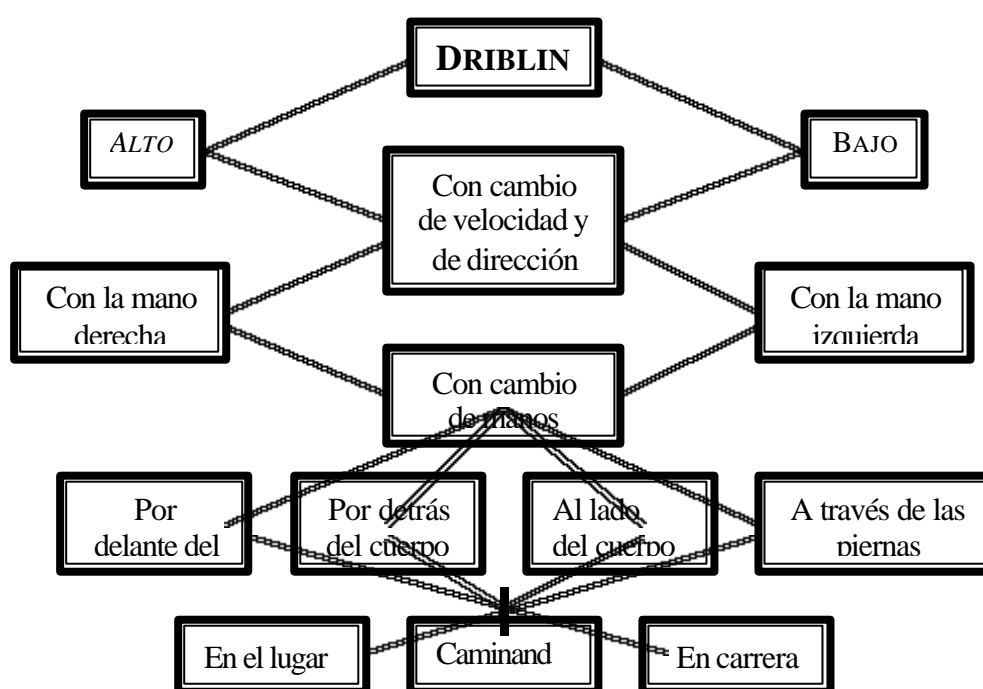 DRIBLIN
ALTO
BAJO
Con cambio
de velocidad y
de dirección
Con la mano
derecha
Con la mano
izquierda
Con cambio
de manos
Por
delante del
Por detrás
del cuerpo
Al lado
del cuerpo
A través de las
piernas
En el lugar
Caminand
En carrera